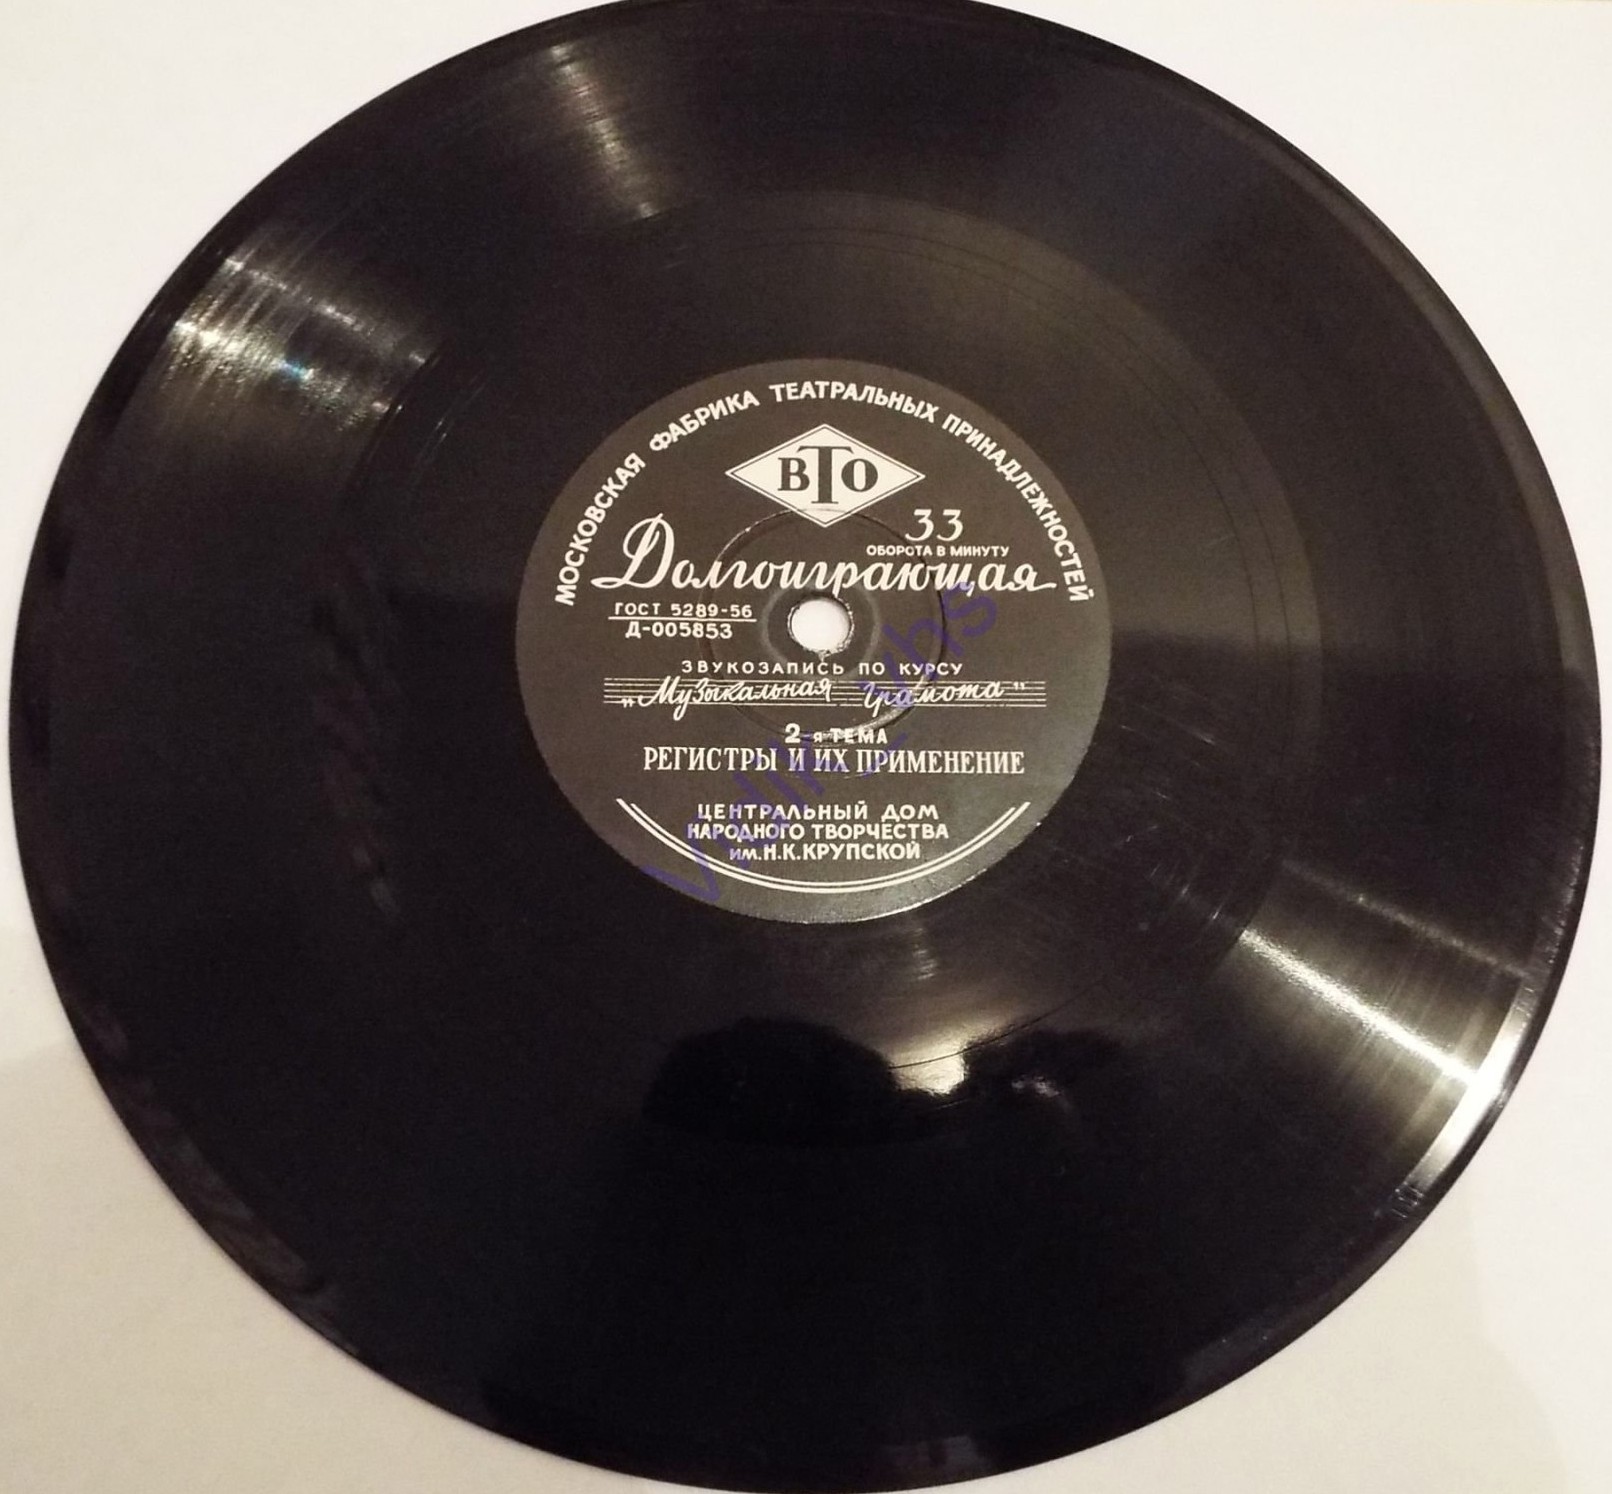 МОСКОВСКАЯ ФАБРИКА ТЕАТРАЛЬНЫХ ПРИНАДЛЕЖНОСТЕЙ
ВТО
33
ОБОРОТА В МИНУТУ
Долгоиграющая
ГОСТ 5289-56
Д-005853
ЗВУКОЗАПИСЬ ПО КУРСУ
„Музыкальная грамота"
2-я ТЕМА
РЕГИСТРЫ И ИХ ПРИМЕНЕНИЕ
ЦЕНТРАЛЬНЫЙ ДОМ
НАРОДНОГО ТВОРЧЕСТВА
им. Н.К. КРУПСКОЙ